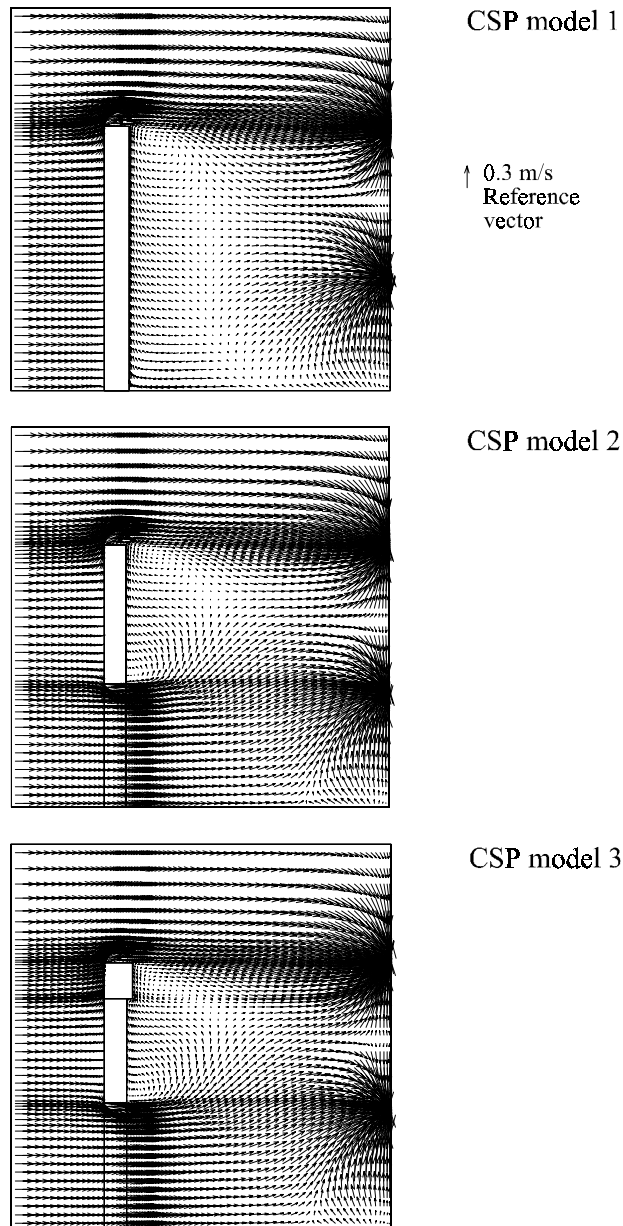 CSP model 1
0.3 m/s
Reference
vector
CSP model 2
CSP model 3